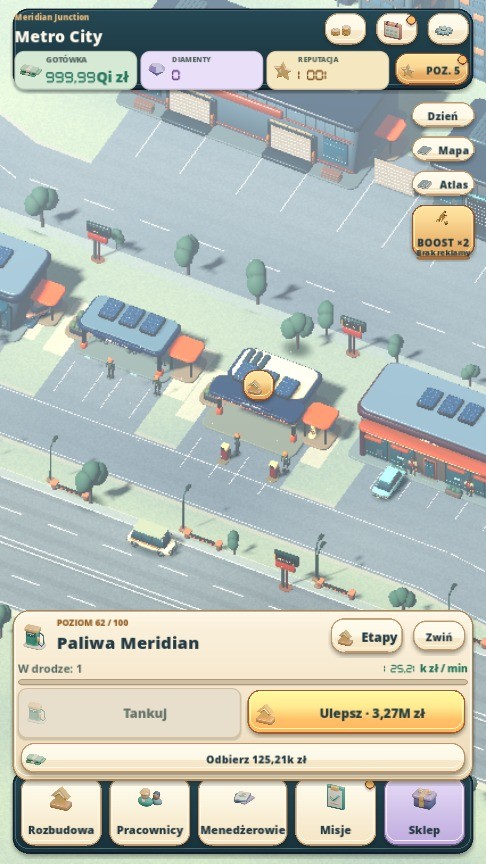 Meridian Junction
Metro City
GOTÓWKA
999,99Qi zł
DIAMENTY
0
REPUTACJA
POZ. 5
Dzień
Mapa
Atlas
BOOST ×2
Brak reklamy
POZIOM 62 / 100
Paliwa Meridian
Etapy
Zwiń
W drodze: 1
125,21 k zł / min
Tankuj
Ulepsz · 3,27M zł
Odbierz 125,21k zł
Rozbudowa
Pracownicy
Menedżerowie
Misje
Sklep